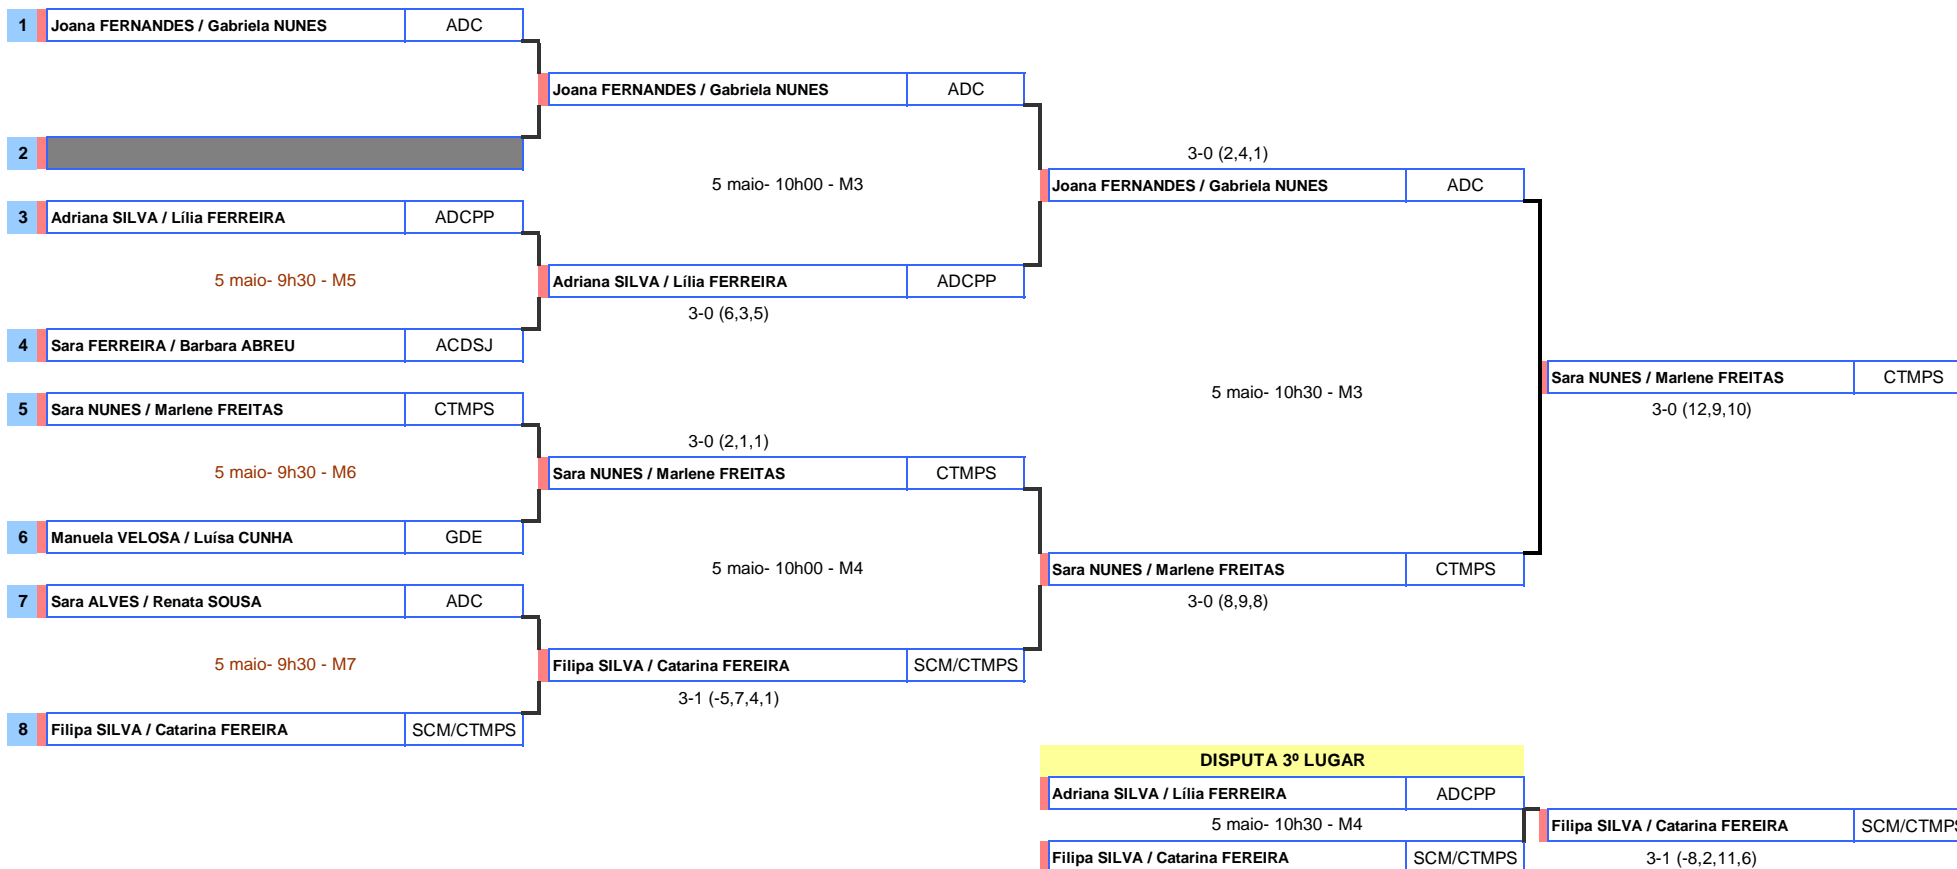 1 Joana FERNANDES / Gabriela NUNES ADC
Joana FERNANDES / Gabriela NUNES ADC
2
3-0 (2,4,1)
5 maio- 10h00 - M3
Joana FERNANDES / Gabriela NUNES ADC
3 Adriana SILVA / Lília FERREIRA ADCPP
5 maio- 9h30 - M5
Adriana SILVA / Lília FERREIRA ADCPP
3-0 (6,3,5)
4 Sara FERREIRA / Barbara ABREU ACDSJ
Sara NUNES / Marlene FREITAS CTMPS
5 maio- 10h30 - M3
5 Sara NUNES / Marlene FREITAS CTMPS
3-0 (12,9,10)
3-0 (2,1,1)
5 maio- 9h30 - M6
Sara NUNES / Marlene FREITAS CTMPS
6 Manuela VELOSA / Luísa CUNHA GDE
5 maio- 10h00 - M4
Sara NUNES / Marlene FREITAS CTMPS
7 Sara ALVES / Renata SOUSA ADC
3-0 (8,9,8)
5 maio- 9h30 - M7
Filipa SILVA / Catarina FEREIRA SCM/CTMPS
3-1 (-5,7,4,1)
8 Filipa SILVA / Catarina FEREIRA SCM/CTMPS
DISPUTA 3º LUGAR
Adriana SILVA / Lília FERREIRA ADCPP
5 maio- 10h30 - M4
Filipa SILVA / Catarina FEREIRA SCM/CTMPS
Filipa SILVA / Catarina FEREIRA SCM/CTMPS
3-1 (-8,2,11,6)